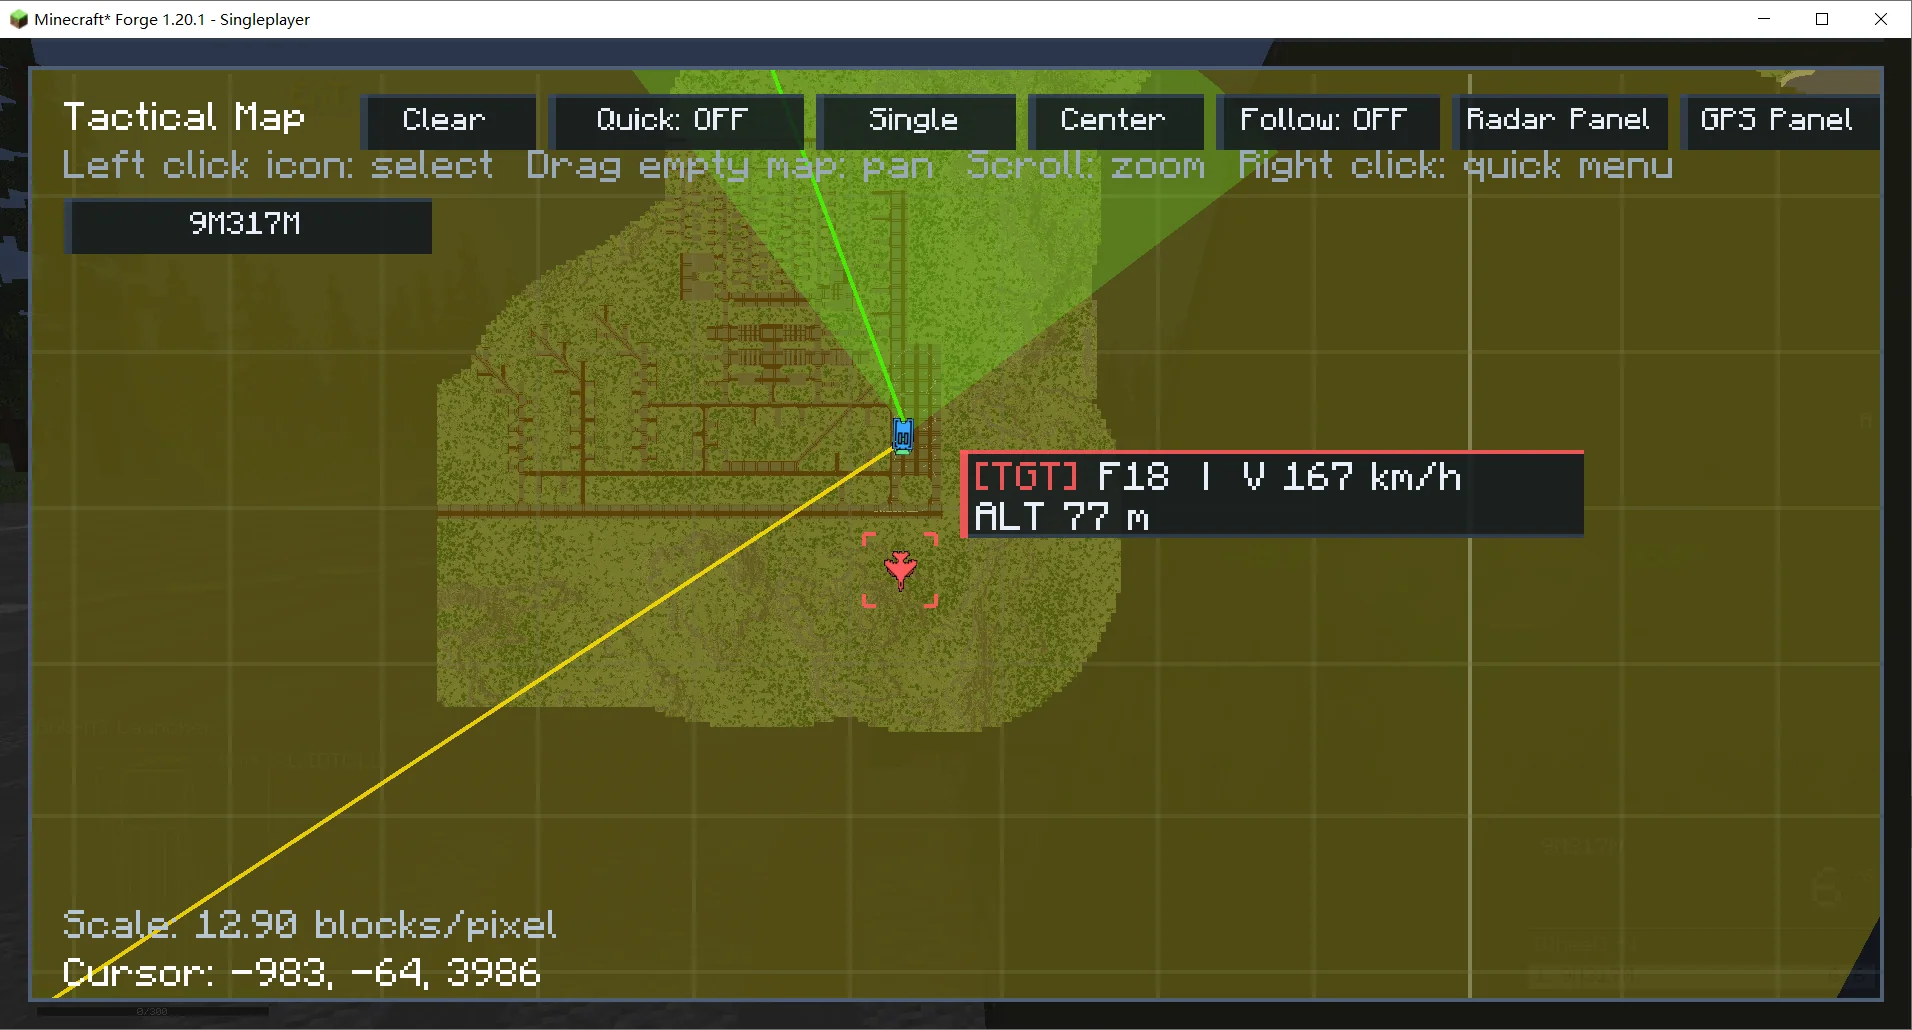 Minecraft* Forge 1.20.1 - Singleplayer
Tactical Map
Clear
Quick: OFF
Single
Center
Follow: OFF
Radar Panel
GPS Panel
Left click icon: select Drag empty map: pan Scroll: zoom Right click: quick menu
9M317M
[TGT] F18 | V 167 km/h
ALT 77 m
Scale: 12.90 blocks/pixel
Cursor: -983, -64, 3986
0/300